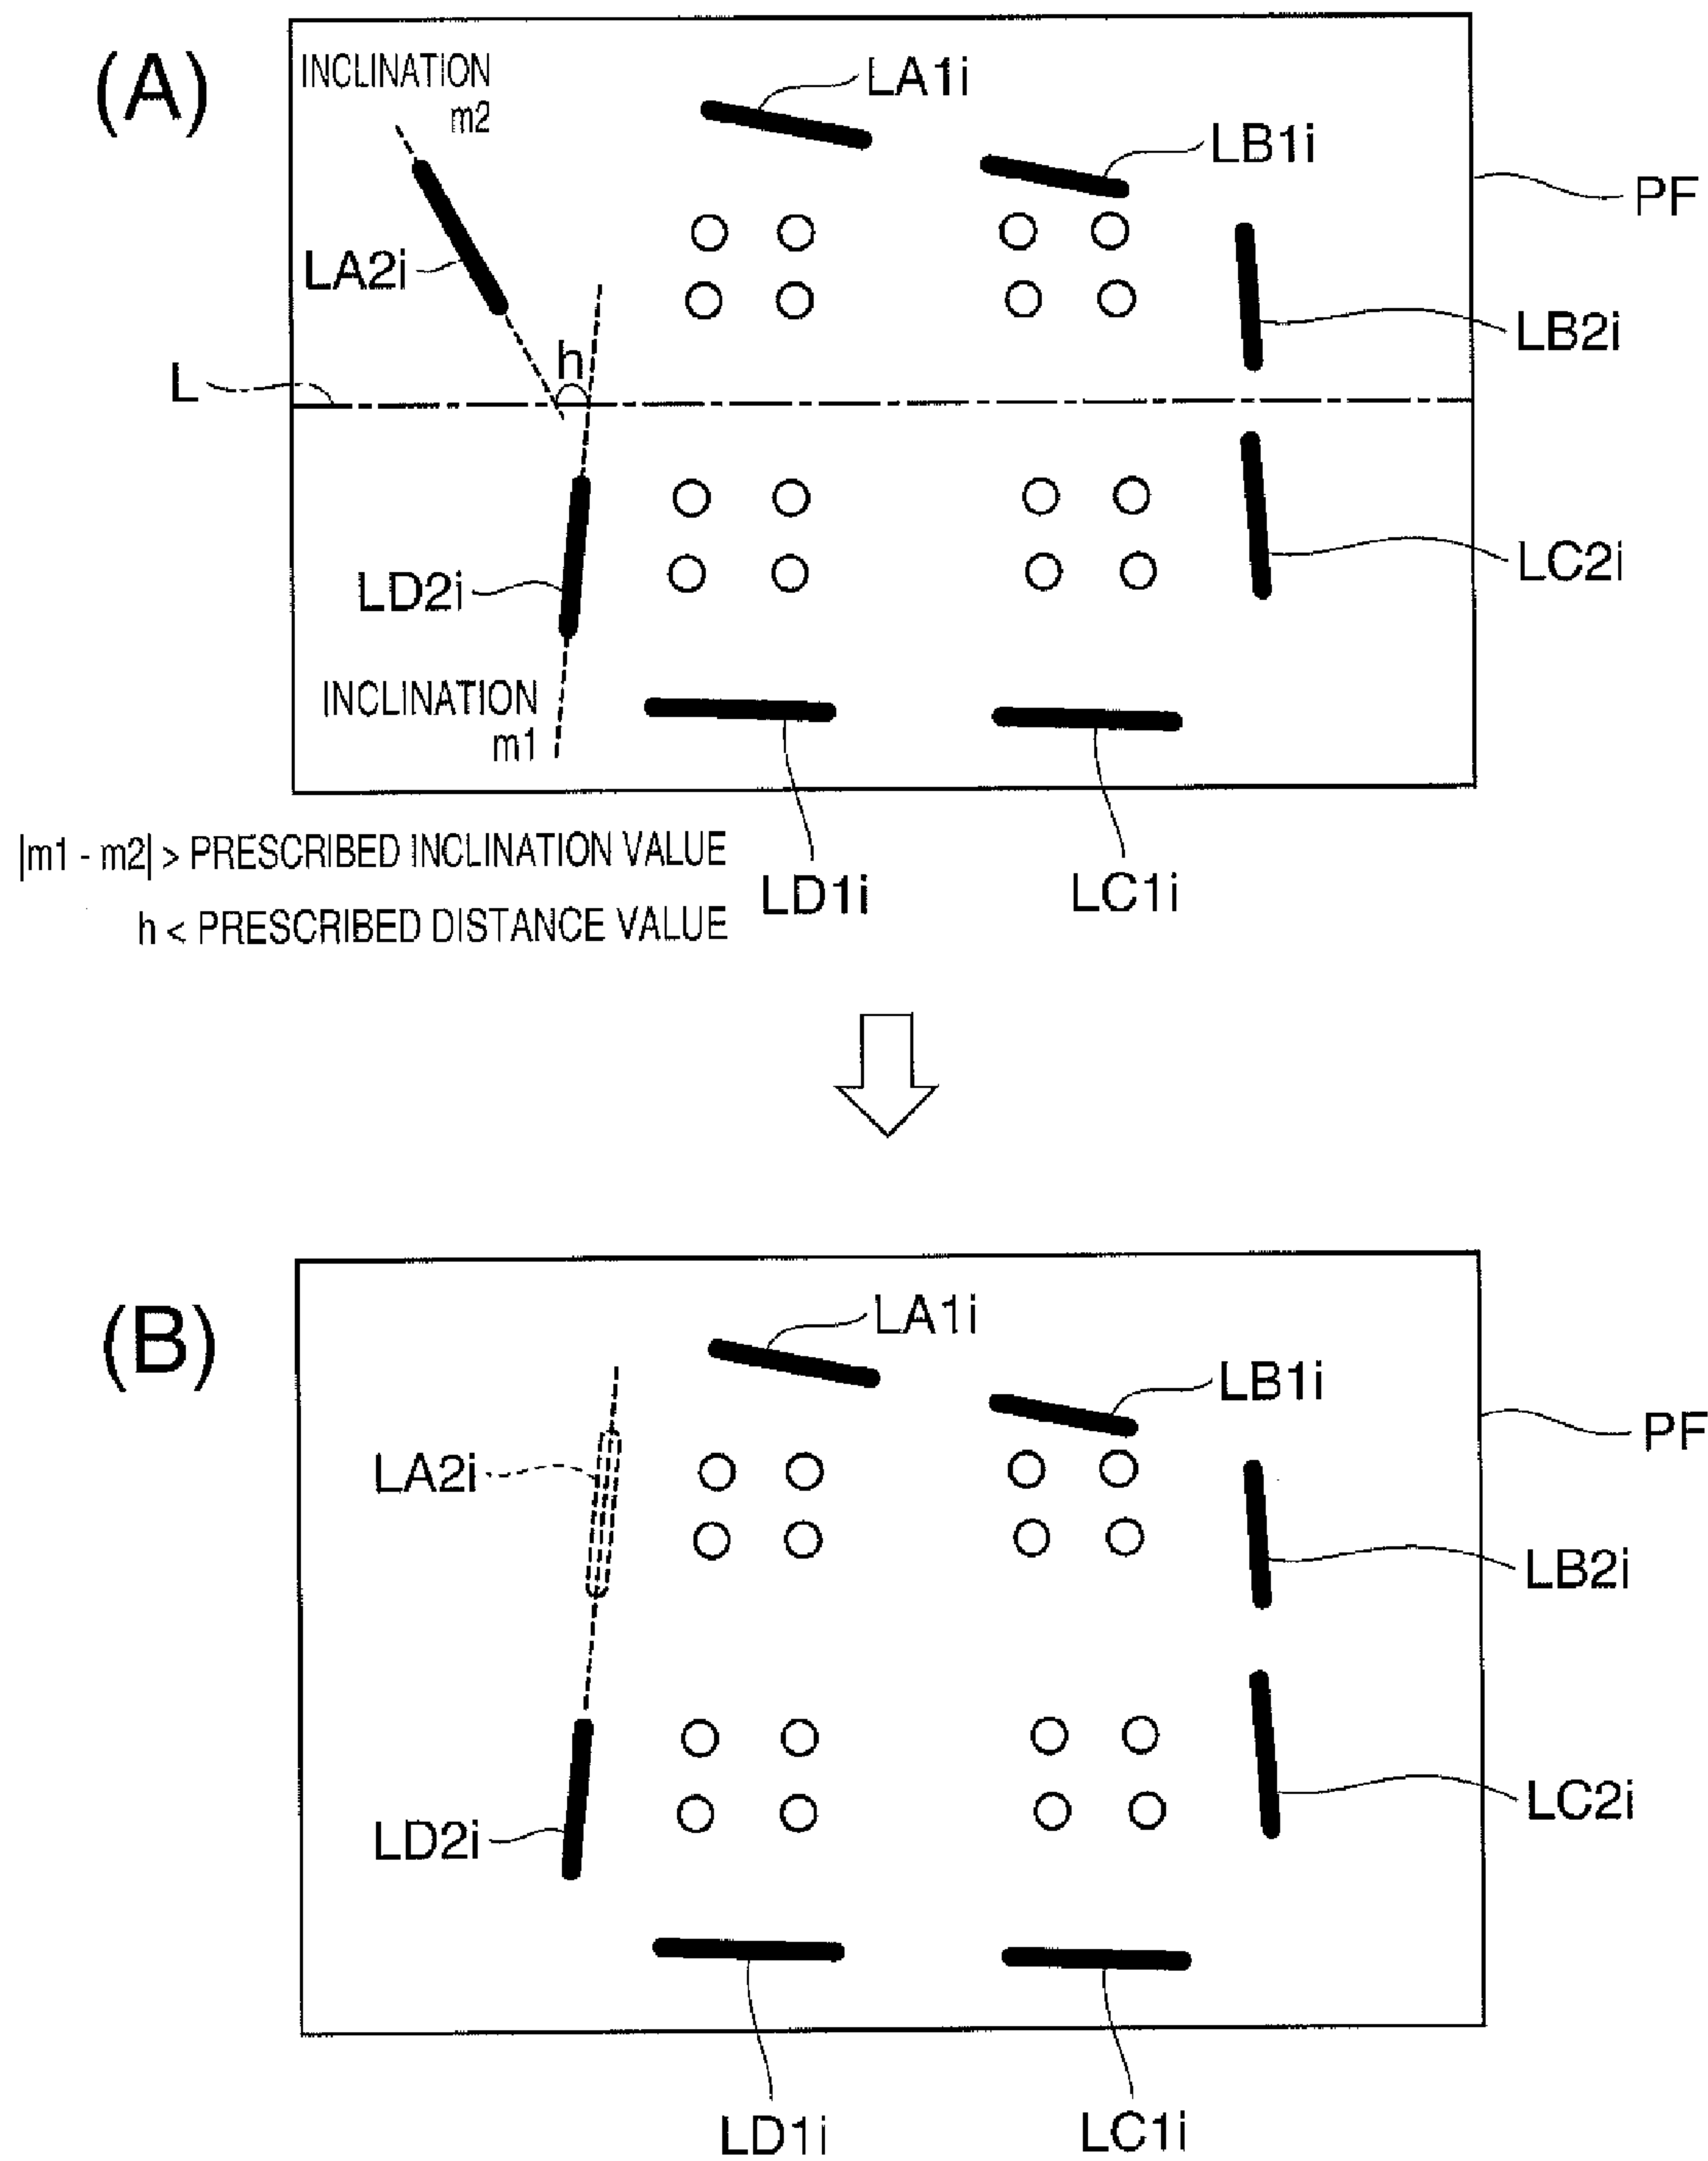 (A)
INCLINATION
m2
LA1i
LB1i
PF
LA2i
h
LB2i
L
LD2i
LC2i
INCLINATION
m1
|m1 - m2| > PRESCRIBED INCLINATION VALUE
LD1i
LC1i
h < PRESCRIBED DISTANCE VALUE
(B)
LA1i
LB1i
PF
LA2i
LB2i
LC2i
LD2i
LD1i
LC1i